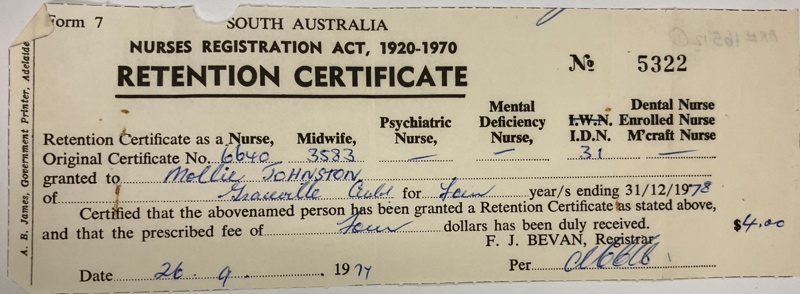 Form 7
SOUTH AUSTRALIA
NURSES REGISTRATION ACT, 1920-1970
RETENTION CERTIFICATE
№ 5322
Retention Certificate as a Nurse, Midwife, Psychiatric Nurse, Mental Deficiency Nurse, I.W.N. I.D.N. Dental Nurse Enrolled Nurse M'craft Nurse
Original Certificate No. 6640 3583 — — 31 —
granted to Mollie JOHNSTON
of Granville for Four year/s ending 31/12/1978
Certified that the abovenamed person has been granted a Retention Certificate as stated above,
and that the prescribed fee of Four dollars has been duly received. $4.00
F. J. BEVAN, Registrar
Date 26 . 9 . 1974 Per
A. B. James, Government Printer, Adelaide